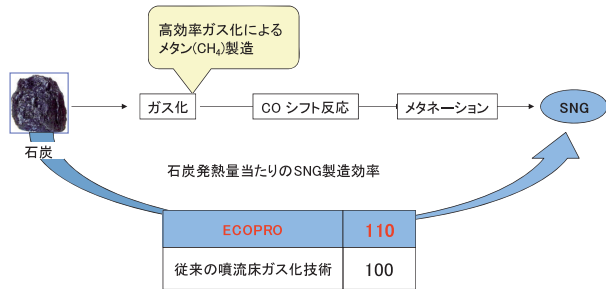 高効率ガス化による
メタン(CH₄)製造
ガス化
CO シフト反応
メタネーション
SNG
石炭
石炭発熱量当たりのSNG製造効率
ECOPRO 110
従来の噴流床ガス化技術 100